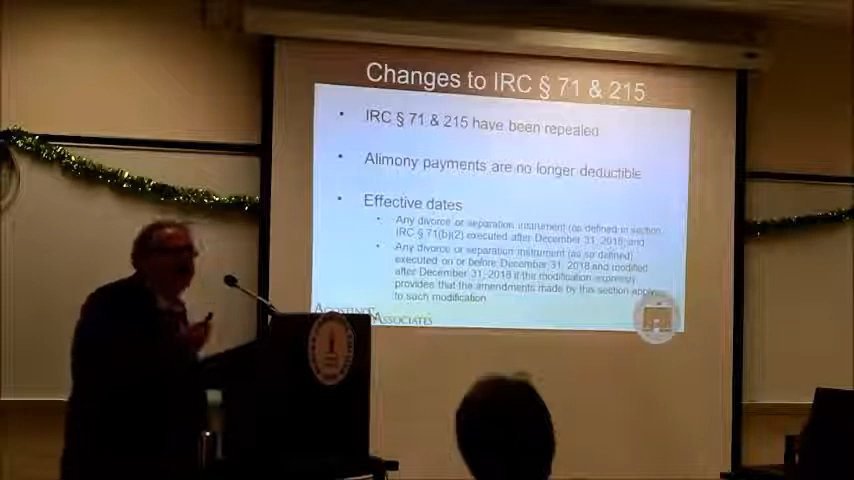 Changes to IRC § 71 & 215
• IRC § 71 & 215 have been repealed
• Alimony payments are no longer deductible
• Effective dates
• Any divorce or separation instrument (as defined in section
IRC § 71(b)(2) executed after December 31, 2018; and
• Any divorce or separation instrument (as so defined)
executed on or before December 31, 2018 and modified
after December 31, 2018 if the modification expressly
provides that the amendments made by this section apply
to such modification
AGOSTINO & ASSOCIATES